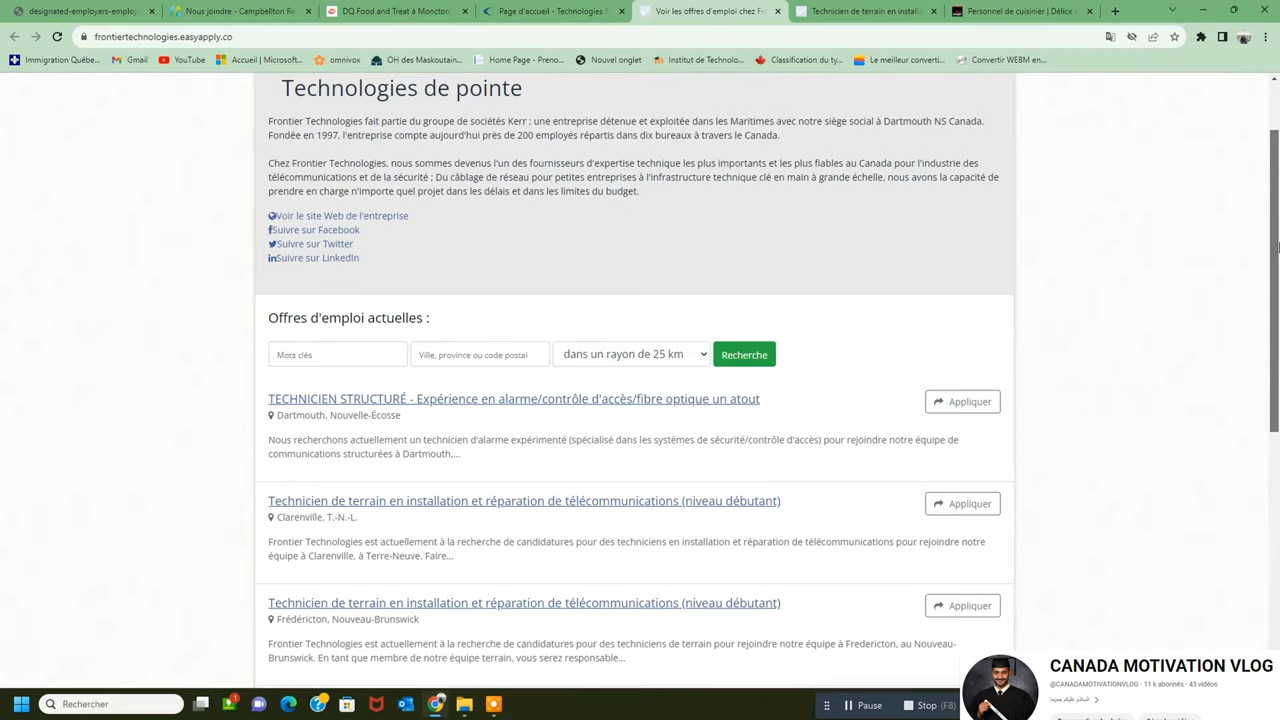 designated-employers-employ
Nous joindre - Campbellton Re
DQ Food and Treat à Moncton,
Page d'accueil - Technologies
Voir les offres d'emploi chez Fr
Technicien de terrain en install
Personnel de cuisinier | Délice d
frontiertechnologies.easyapply.co
Immigration Québe...
Gmail
YouTube
Accueil | Microsoft...
omnivox
OH des Maskoutain...
Home Page - Preno...
Nouvel onglet
Institut de Technolo...
Classification du ty...
Le meilleur converti...
Convertir WEBM en...
Technologies de pointe
Frontier Technologies fait partie du groupe de sociétés Kerr ; une entreprise détenue et exploitée dans les Maritimes avec notre siège social à Dartmouth NS Canada.
Fondée en 1997, l'entreprise compte aujourd'hui près de 200 employés répartis dans dix bureaux à travers le Canada.
Chez Frontier Technologies, nous sommes devenus l'un des fournisseurs d'expertise technique les plus importants et les plus fiables au Canada pour l'industrie des
télécommunications et de la sécurité ; Du câblage de réseau pour petites entreprises à l'infrastructure technique clé en main à grande échelle, nous avons la capacité de
prendre en charge n'importe quel projet dans les délais et dans les limites du budget.
Voir le site Web de l'entreprise
Suivre sur Facebook
Suivre sur Twitter
Suivre sur LinkedIn
Offres d'emploi actuelles :
Mots clés
Ville, province ou code postal
dans un rayon de 25 km
Recherche
TECHNICIEN STRUCTURÉ - Expérience en alarme/contrôle d'accès/fibre optique un atout
Appliquer
Dartmouth, Nouvelle-Écosse
Nous recherchons actuellement un technicien d'alarme expérimenté (spécialisé dans les systèmes de sécurité/contrôle d'accès) pour rejoindre notre équipe de
communications structurées à Dartmouth,...
Technicien de terrain en installation et réparation de télécommunications (niveau débutant)
Appliquer
Clarenville, T.-N.-L.
Frontier Technologies est actuellement à la recherche de candidatures pour des techniciens en installation et réparation de télécommunications pour rejoindre notre
équipe à Clarenville, à Terre-Neuve. Faire...
Technicien de terrain en installation et réparation de télécommunications (niveau débutant)
Appliquer
Frédéricton, Nouveau-Brunswick
Frontier Technologies est actuellement à la recherche de candidatures pour des techniciens de terrain pour rejoindre notre équipe à Fredericton, au Nouveau-
Brunswick. En tant que membre de notre équipe terrain, vous serez responsable...
CANADA MOTIVATION VLOG
@CANADAMOTIVATIONVLOG · 11 k abonnés · 43 vidéos
السلام عليكم جميعا
Rechercher
1
Pause
Stop (F8)